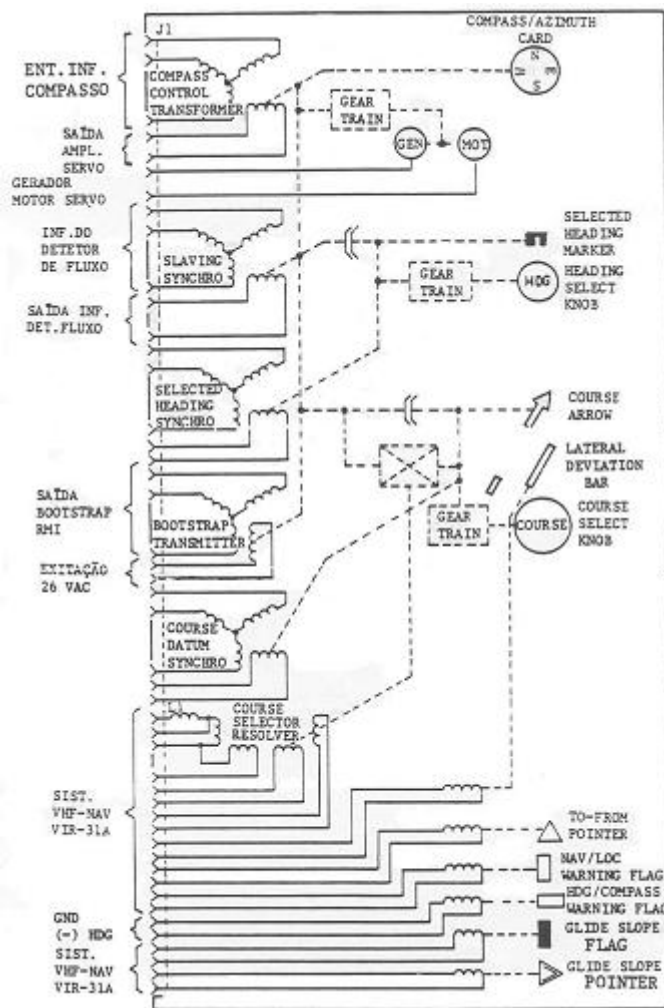 J1
COMPASS/AZIMUTH
CARD
N
E
S
W
ENT.INF.
COMPASSO
COMPASS
CONTROL
TRANSFORMER
GEAR
TRAIN
GEN
MOT
SAÍDA
AMPL.
SERVO
GERADOR
MOTOR SERVO
INF.DO
DETETOR
DE FLUXO
SLAVING
SYNCHRO
SELECTED
HEADING
MARKER
GEAR
TRAIN
HDG
HEADING
SELECT
KNOB
SAÍDA INF.
DET.FLUXO
SELECTED
HEADING
SYNCHRO
COURSE
ARROW
LATERAL
DEVIATION
BAR
GEAR
TRAIN
COURSE
COURSE
SELECT
KNOB
SAÍDA
BOOTSTRAP
RMI
BOOTSTRAP
TRANSMITTER
EXITAÇÃO
26 VAC
COURSE
DATUM
SYNCHRO
COURSE
SELECTOR
RESOLVER
SIST.
VHF-NAV
VIR-31A
TO-FROM
POINTER
NAV/LOC
WARNING FLAG
HDG/COMPASS
WARNING FLAG
GND
(-) HDG
GLIDE SLOPE
FLAG
SIST.
VHF-NAV
VIR-31A
GLIDE SLOPE
POINTER